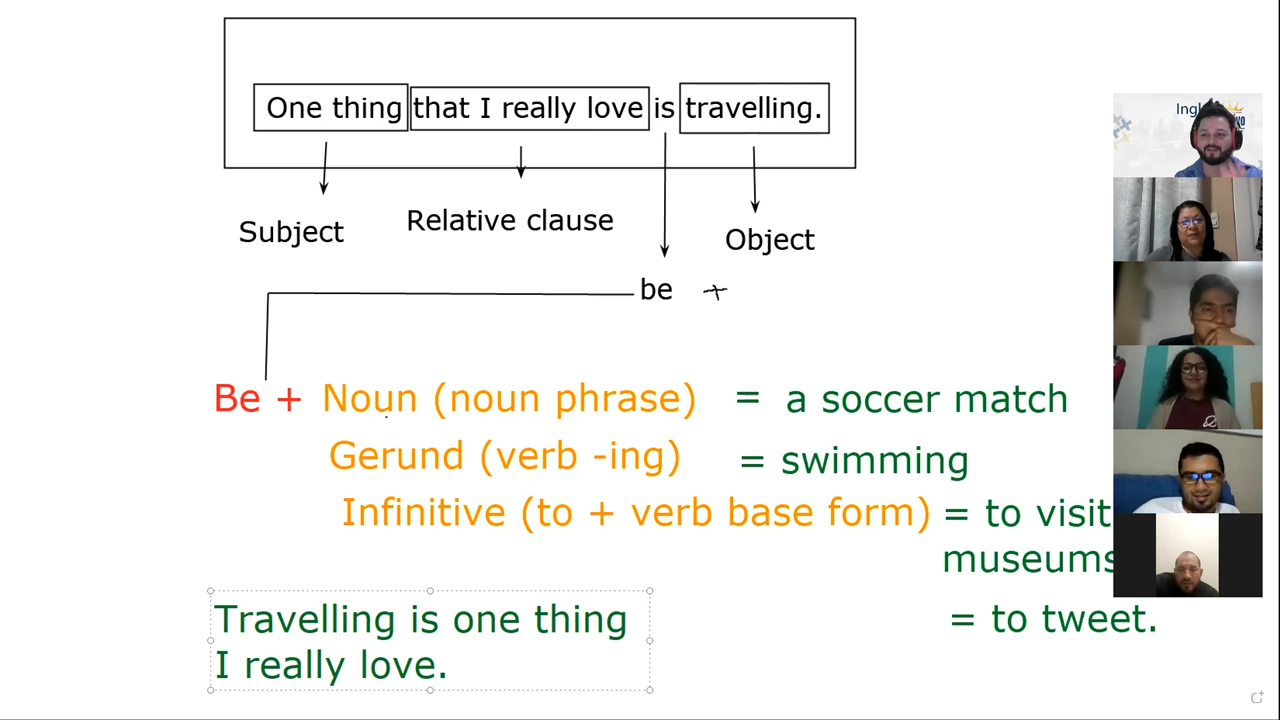 One thing that I really love is travelling.
Subject
Relative clause
Object
be +
Be + Noun (noun phrase) = a soccer match
Gerund (verb -ing) = swimming
Infinitive (to + verb base form) = to visit
museums
= to tweet.
Travelling is one thing
I really love.